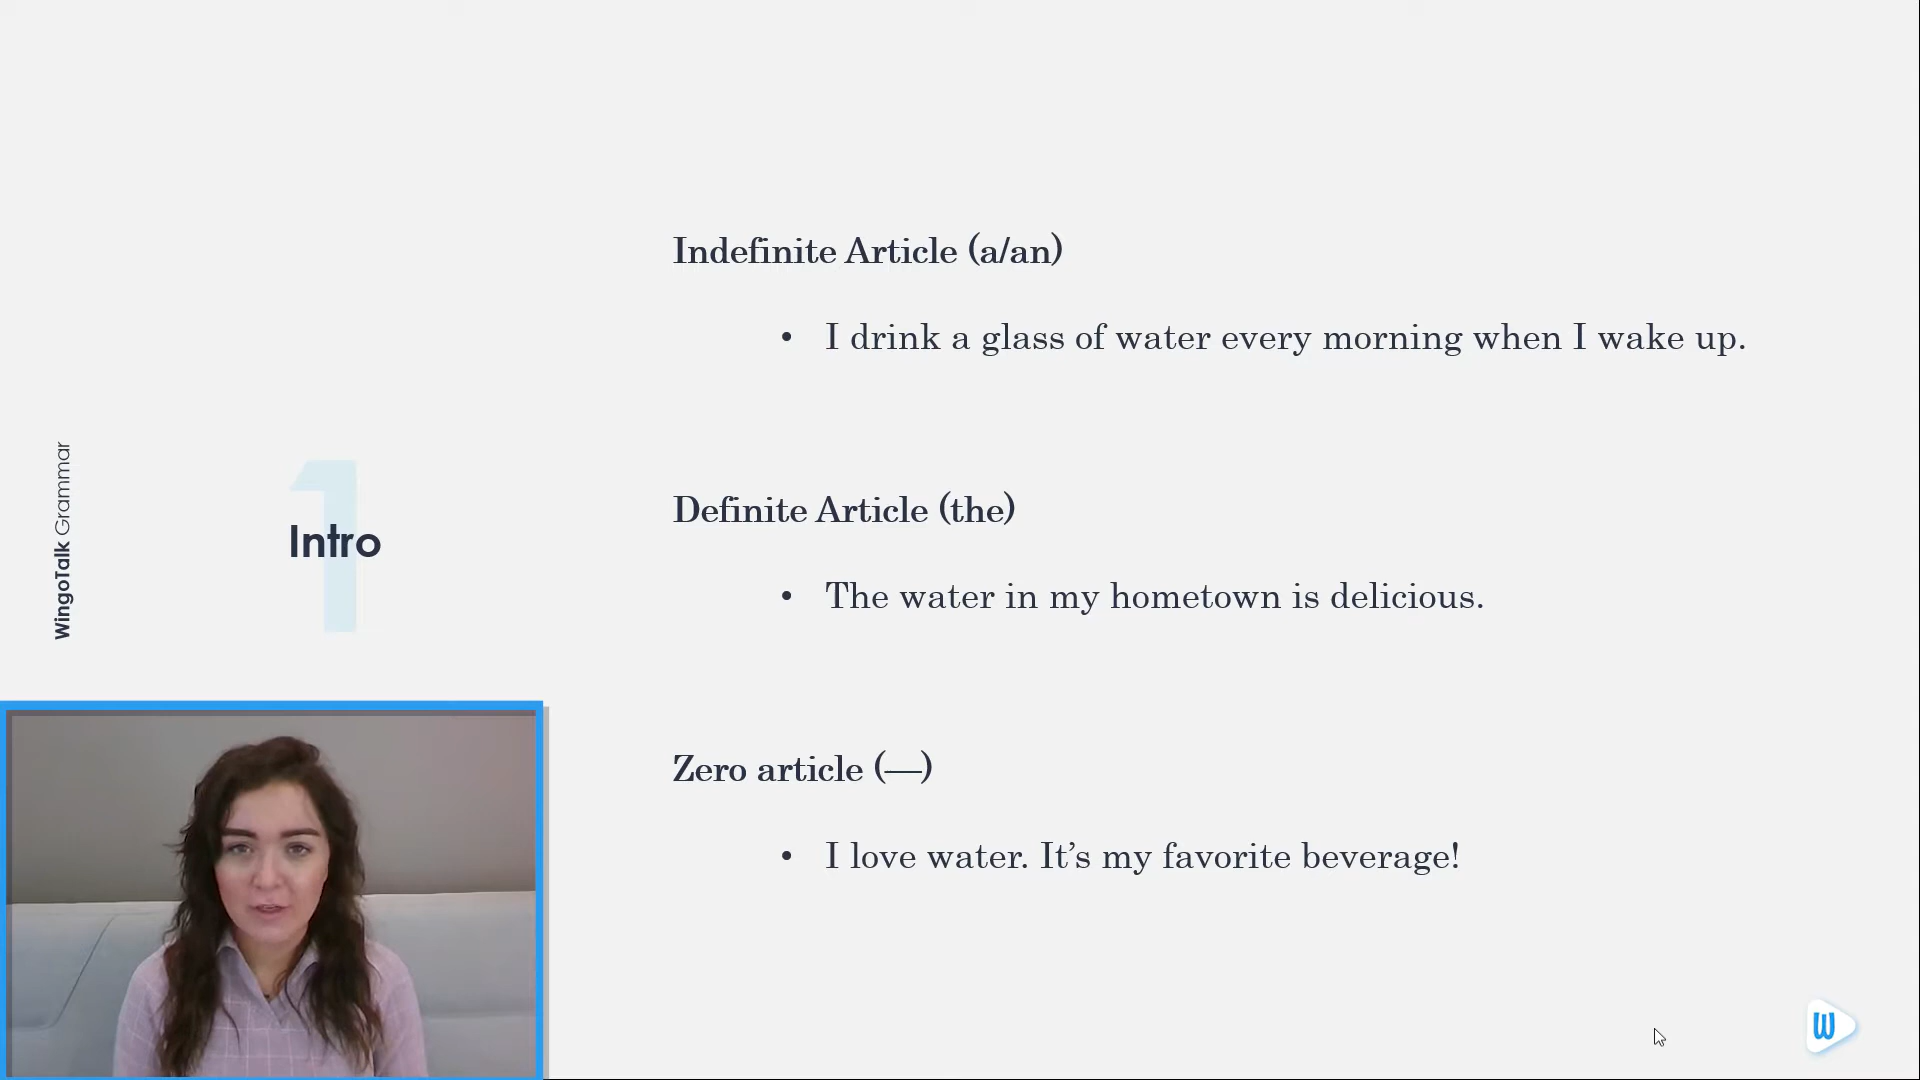 Indefinite Article (a/an)
• I drink a glass of water every morning when I wake up.
WingoTalk Grammar
1
Intro
Definite Article (the)
• The water in my hometown is delicious.
Zero article (—)
• I love water. It’s my favorite beverage!
W